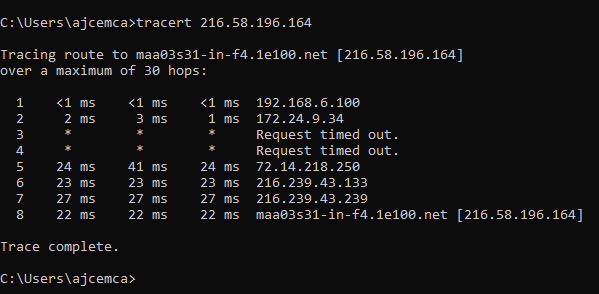 C:\Users\ajcemca>tracert 216.58.196.164
Tracing route to maa03s31-in-f4.1e100.net [216.58.196.164]
over a maximum of 30 hops:
1 <1 ms <1 ms <1 ms 192.168.6.100
2 2 ms 3 ms 1 ms 172.24.9.34
3 * * * Request timed out.
4 * * * Request timed out.
5 24 ms 41 ms 24 ms 72.14.218.250
6 23 ms 23 ms 23 ms 216.239.43.133
7 27 ms 27 ms 27 ms 216.239.43.239
8 22 ms 22 ms 22 ms maa03s31-in-f4.1e100.net [216.58.196.164]
Trace complete.
C:\Users\ajcemca>